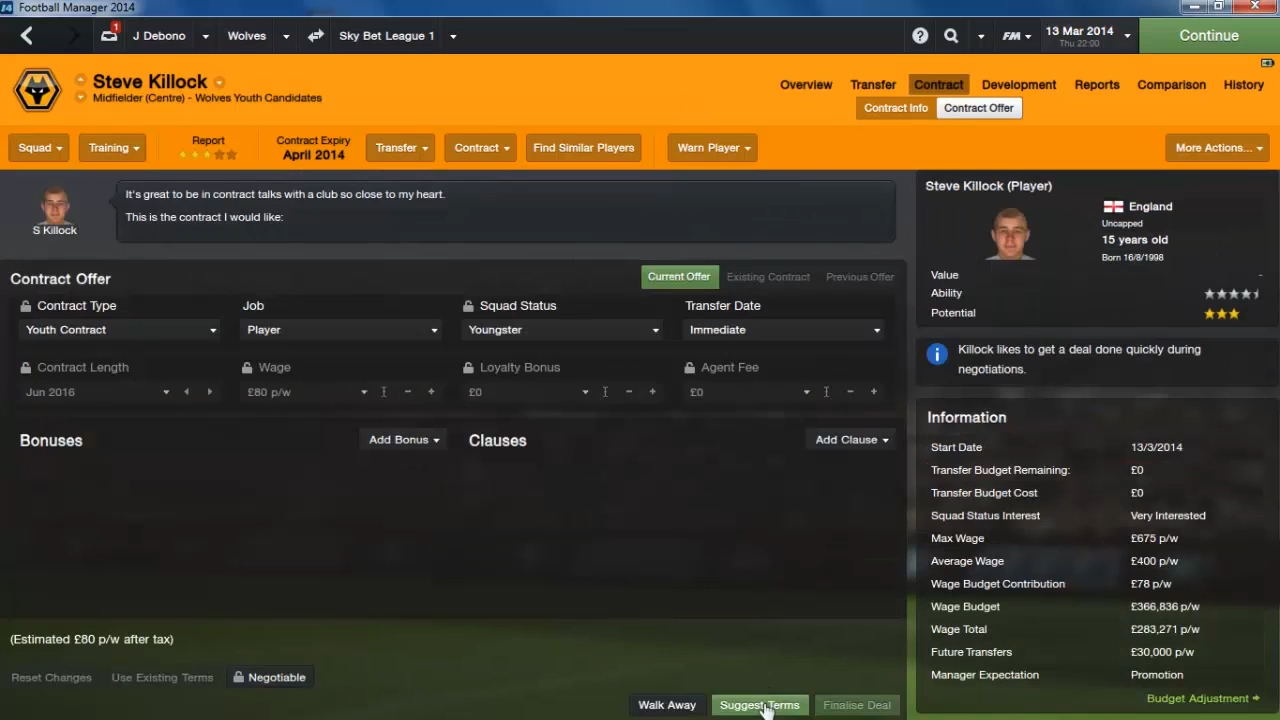 Football Manager 2014
1
J Debono
Wolves
Sky Bet League 1
FM
13 Mar 2014
Thu 22:00
Continue
Steve Killock
Midfielder (Centre) - Wolves Youth Candidates
Overview Transfer Contract Development Reports Comparison History
Contract Info Contract Offer
Squad Training
Report
Contract Expiry
April 2014
Transfer Contract Find Similar Players Warn Player More Actions...
It's great to be in contract talks with a club so close to my heart.
This is the contract I would like:
S Killock
Steve Killock (Player)
England
Uncapped
15 years old
Born 16/8/1998
Value -
Ability
Potential
Contract Offer
Current Offer Existing Contract Previous Offer
Contract Type Job Squad Status Transfer Date
Youth Contract Player Youngster Immediate
Contract Length Wage Loyalty Bonus Agent Fee
Jun 2016 £80 p/w £0 £0
Killock likes to get a deal done quickly during
negotiations.
Bonuses Add Bonus Clauses Add Clause
Information
Start Date 13/3/2014
Transfer Budget Remaining: £0
Transfer Budget Cost £0
Squad Status Interest Very Interested
Max Wage £675 p/w
Average Wage £400 p/w
Wage Budget Contribution £78 p/w
Wage Budget £366,836 p/w
Wage Total £283,271 p/w
Future Transfers £30,000 p/w
Manager Expectation Promotion
Budget Adjustment
(Estimated £80 p/w after tax)
Reset Changes Use Existing Terms Negotiable
Walk Away Suggest Terms Finalise Deal